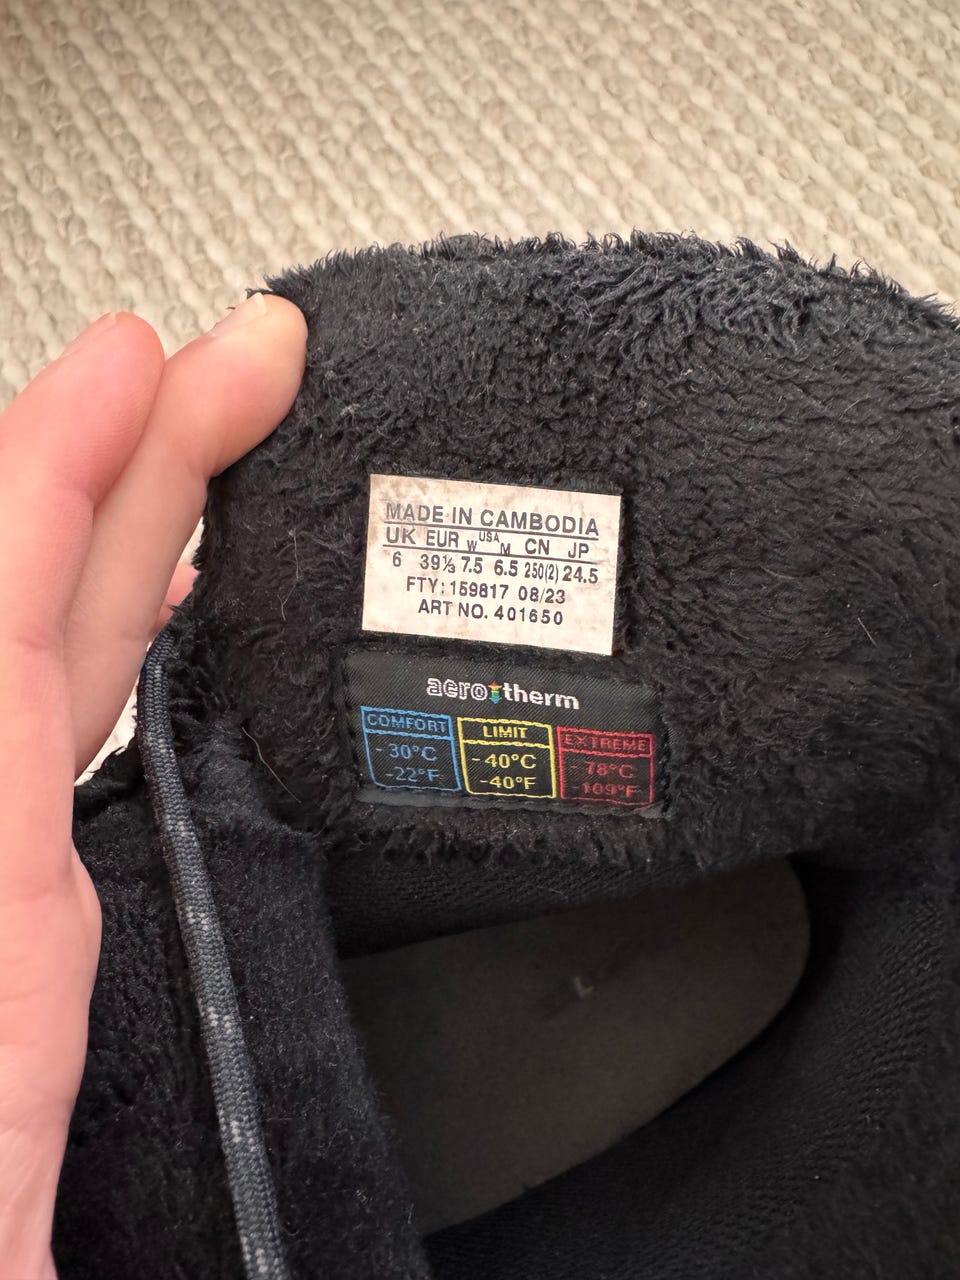 MADE IN CAMBODIA
UK EUR W USA M CN JP
6 39⅓ 7.5 6.5 250(2) 24.5
FTY: 159817 08/23
ART NO. 401650
aerotherm
COMFORT LIMIT EXTREME
-30°C -40°C -78°C
-22°F -40°F -109°F
L